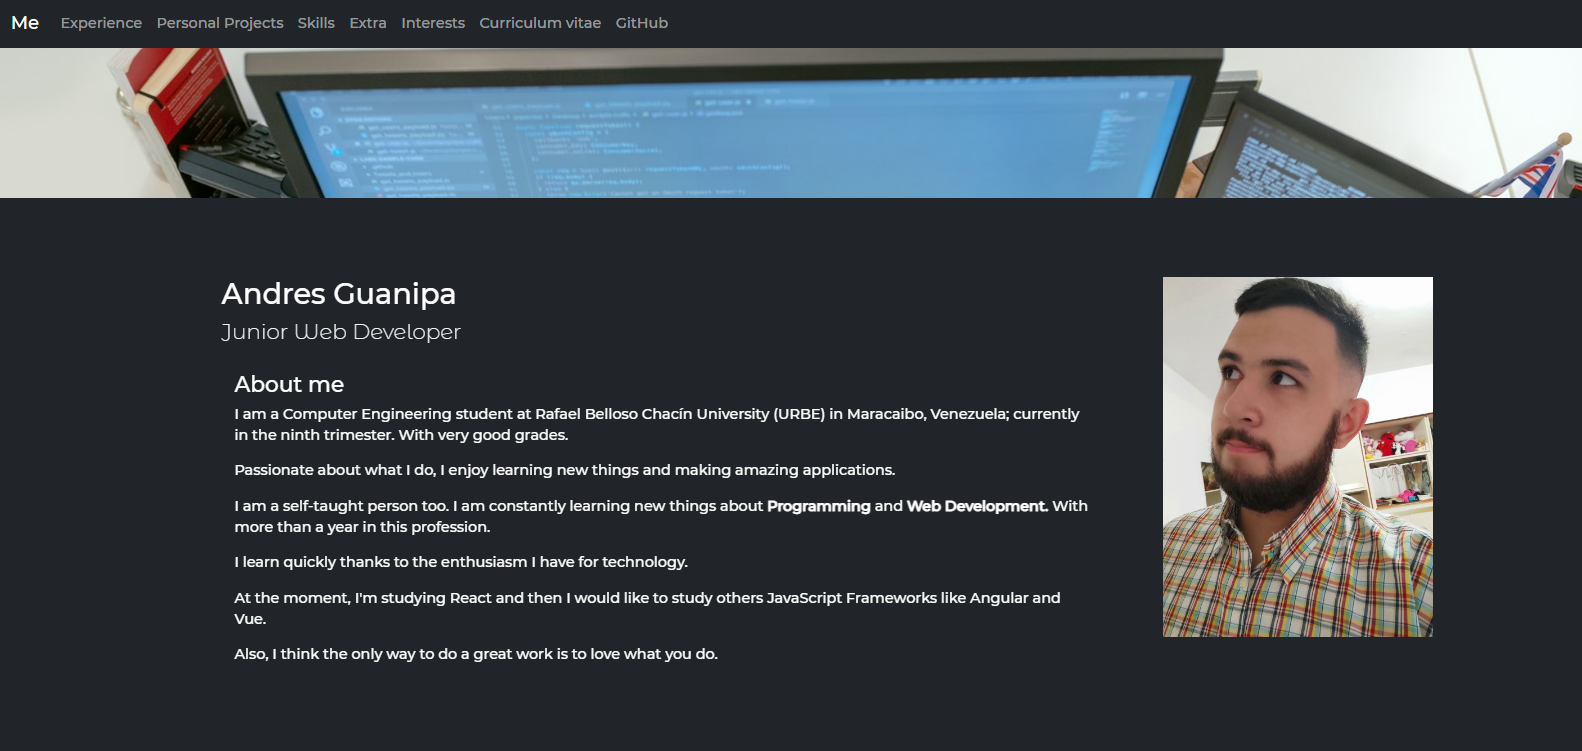 Me Experience Personal Projects Skills Extra Interests Curriculum vitae GitHub
Andres Guanipa
Junior Web Developer
About me
I am a Computer Engineering student at Rafael Belloso Chacín University (URBE) in Maracaibo, Venezuela; currently
in the ninth trimester. With very good grades.
Passionate about what I do, I enjoy learning new things and making amazing applications.
I am a self-taught person too. I am constantly learning new things about Programming and Web Development. With
more than a year in this profession.
I learn quickly thanks to the enthusiasm I have for technology.
At the moment, I'm studying React and then I would like to study others JavaScript Frameworks like Angular and
Vue.
Also, I think the only way to do a great work is to love what you do.